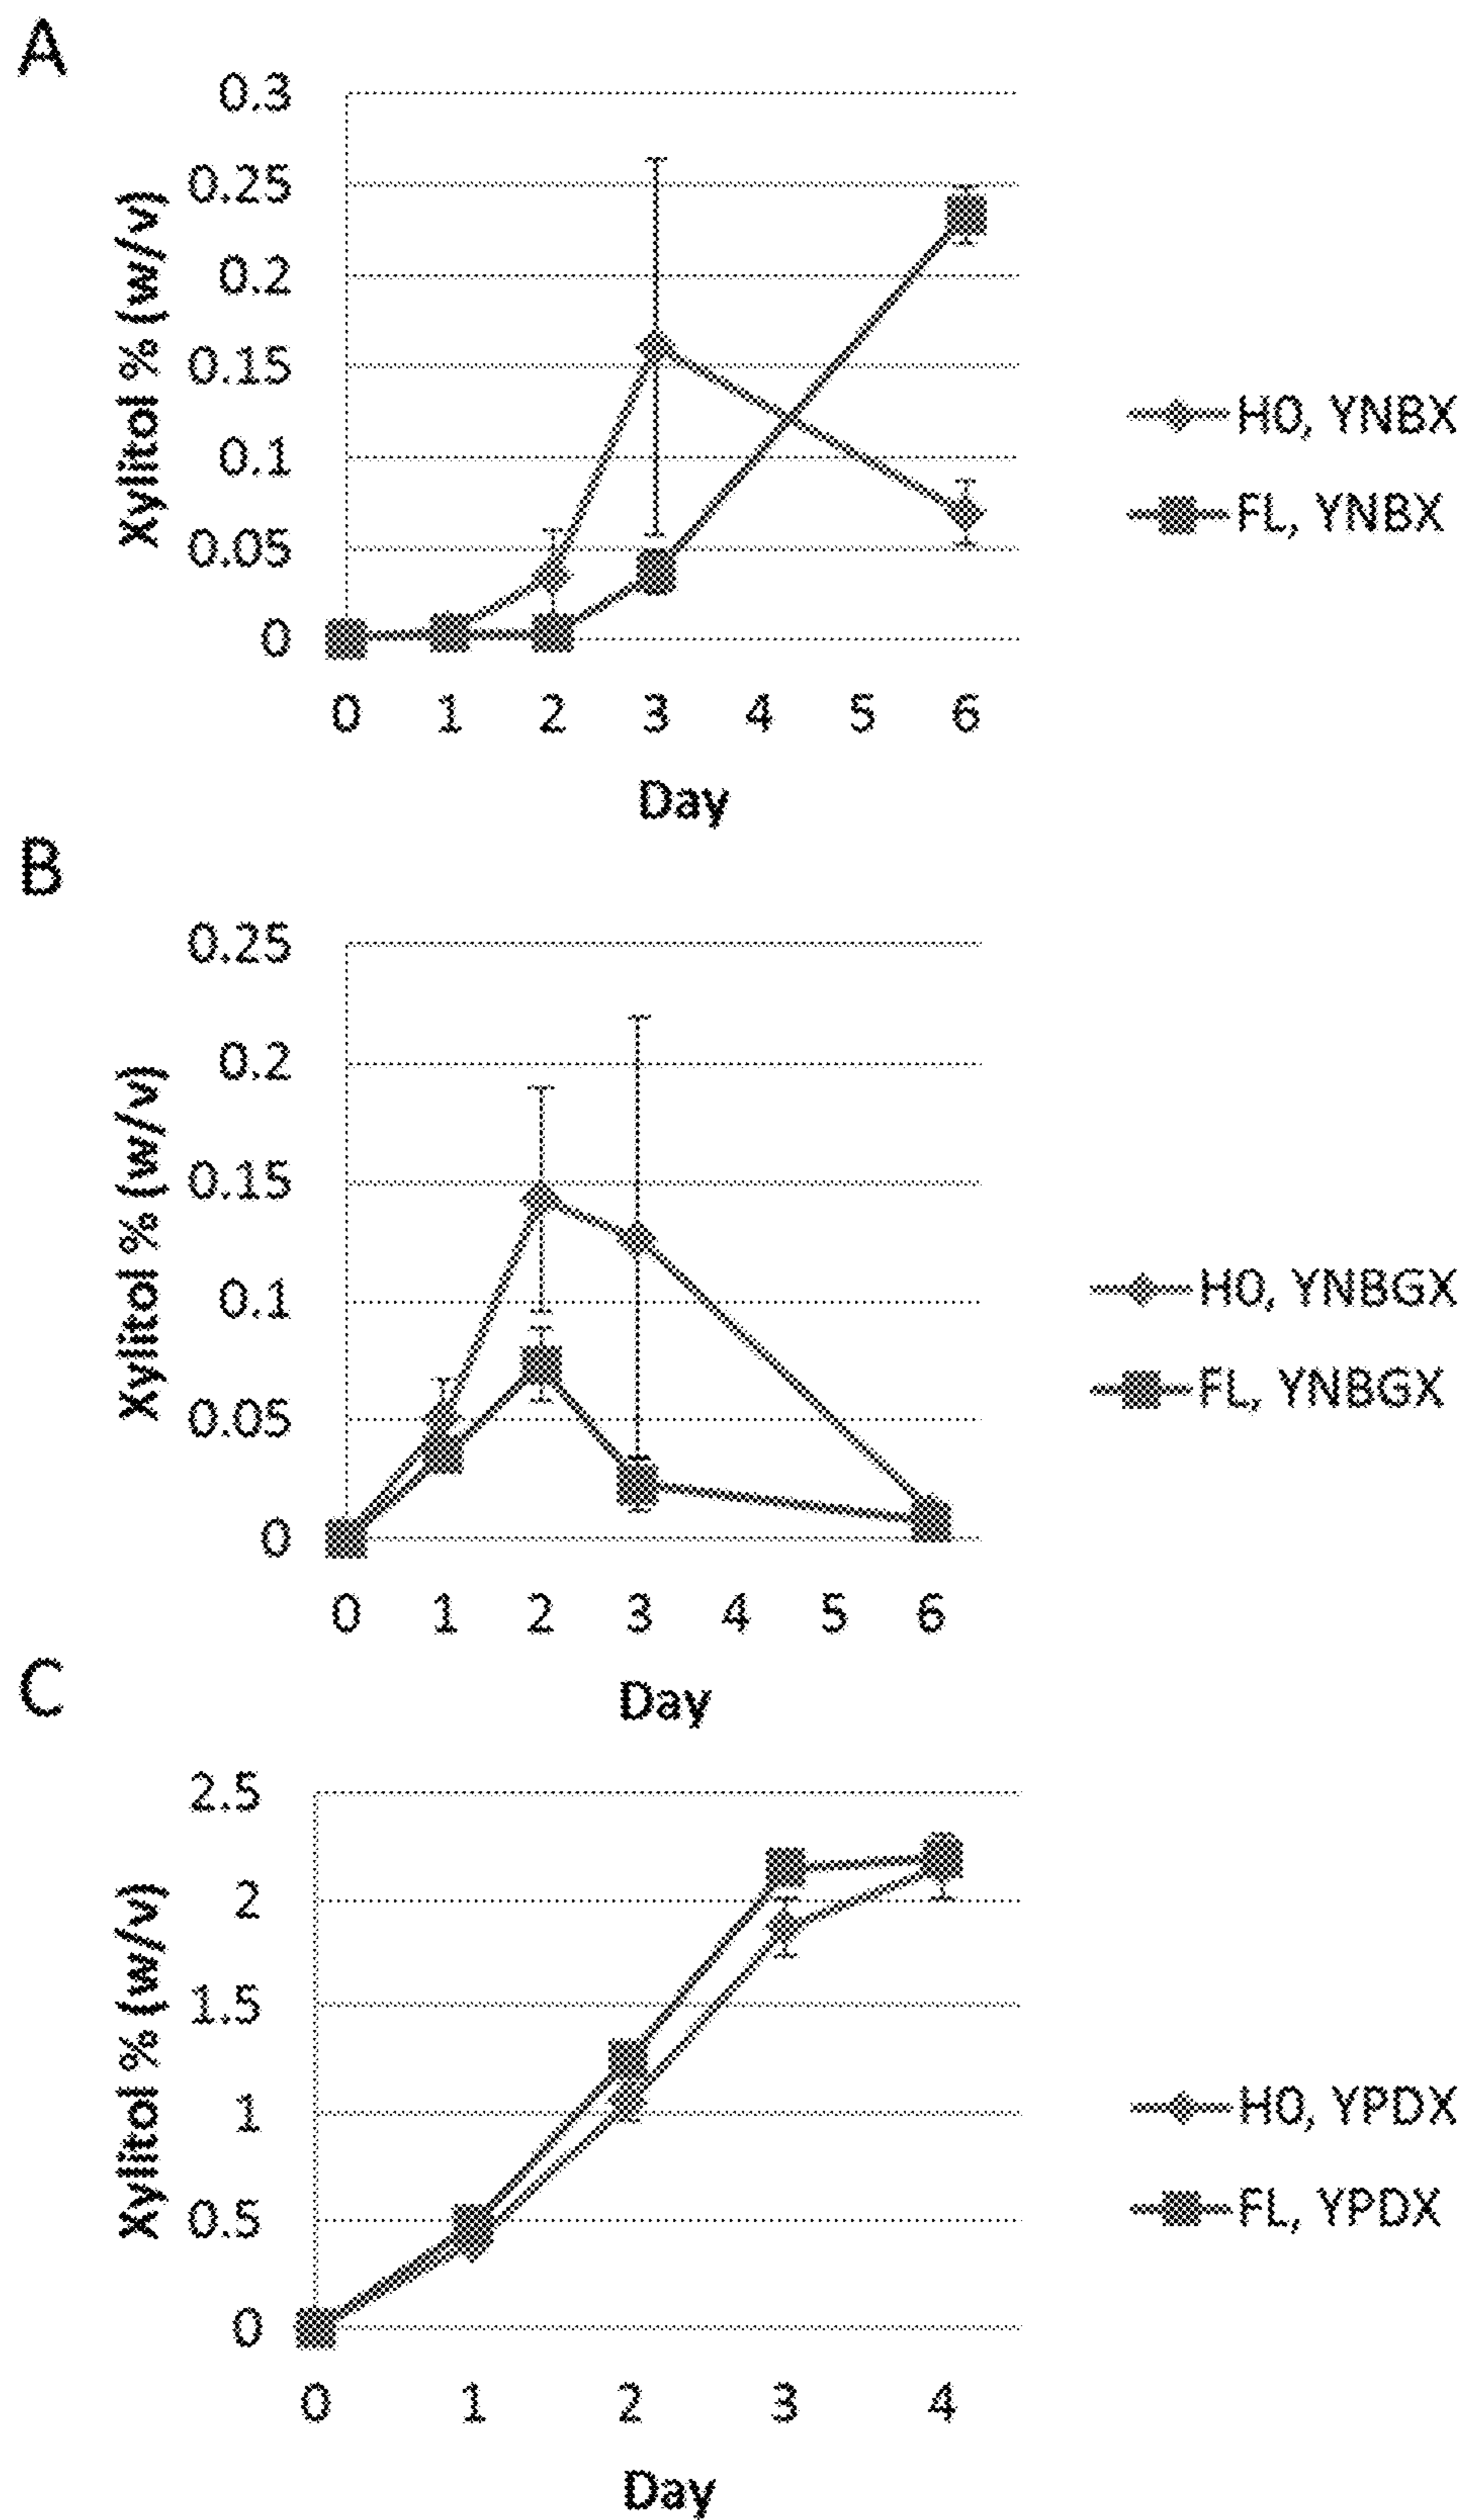 A
0.3
0.25
0.2
0.15
0.1
0.05
0
Xylitol % (w/v)
0 1 2 3 4 5 6
Day
HO, YNBX
FL, YNBX
B
0.25
0.2
0.15
0.1
0.05
0
Xylitol % (w/v)
0 1 2 3 4 5 6
Day
HO, YNBGX
FL, YNBGX
C
2.5
2
1.5
1
0.5
0
Xylitol % (w/v)
0 1 2 3 4
Day
HO, YPDX
FL, YPDX